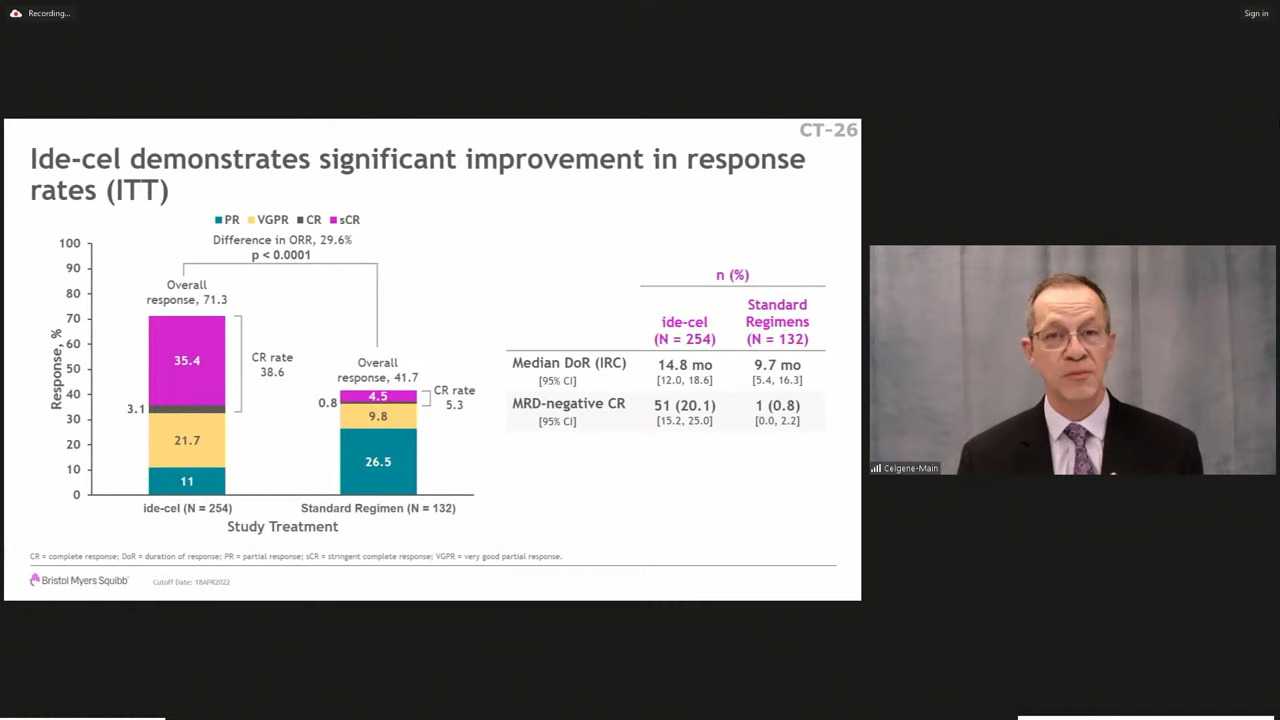 Recording...
Sign in
CT-26
Ide-cel demonstrates significant improvement in response
rates (ITT)
PR VGPR CR sCR
Difference in ORR, 29.6%
p < 0.0001
Response, %
100
90
80
70
60
50
40
30
20
10
0
Overall
response, 71.3
35.4
3.1
21.7
11
CR rate
38.6
Overall
response, 41.7
4.5
0.8
9.8
26.5
CR rate
5.3
ide-cel (N = 254)
Standard Regimen (N = 132)
Study Treatment
n (%)
ide-cel
(N = 254)
Standard
Regimens
(N = 132)
Median DoR (IRC) 14.8 mo 9.7 mo
[95% CI] [12.0, 18.6] [5.4, 16.3]
MRD-negative CR 51 (20.1) 1 (0.8)
[95% CI] [15.2, 25.0] [0.0, 2.2]
CR = complete response; DoR = duration of response; PR = partial response; sCR = stringent complete response; VGPR = very good partial response.
Bristol Myers Squibb
Cutoff Date: 18APR2022
Celgene-Main